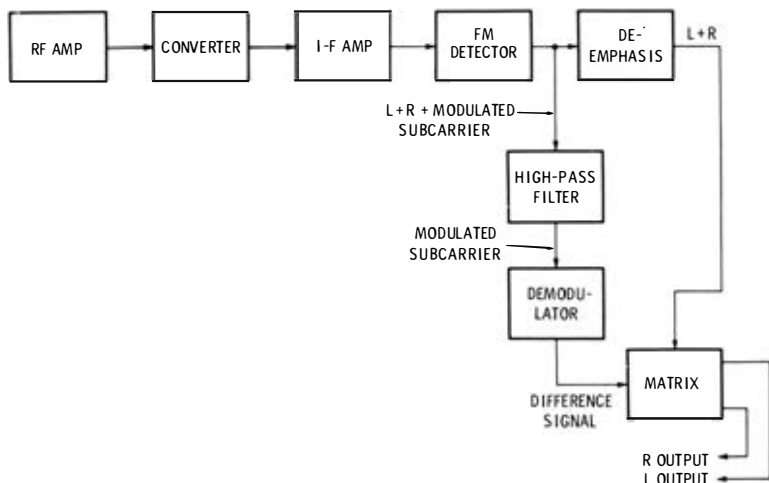 RF AMP
CONVERTER
I-F AMP
FM
DETECTOR
DE-
EMPHASIS
L+R
L+R + MODULATED
SUBCARRIER
HIGH-PASS
FILTER
MODULATED
SUBCARRIER
DEMODU-
LATOR
MATRIX
DIFFERENCE
SIGNAL
R OUTPUT
L OUTPUT